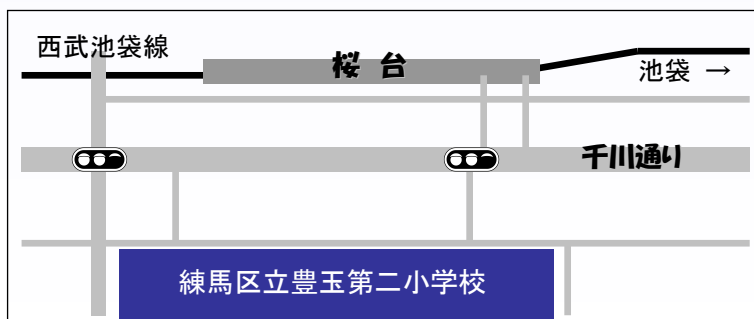 西武池袋線
桜台
池袋 →
千川通り
練馬区立豊玉第二小学校